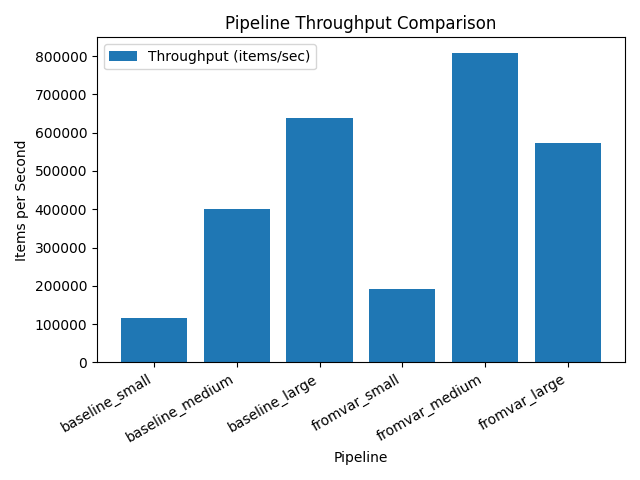 Pipeline Throughput Comparison
Throughput (items/sec)
Items per Second
800000
700000
600000
500000
400000
300000
200000
100000
0
baseline_small
baseline_medium
baseline_large
fromvar_small
fromvar_medium
fromvar_large
Pipeline